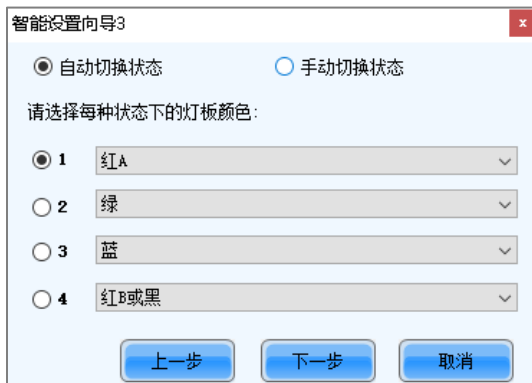 智能设置向导3
x
自动切换状态 手动切换状态
请选择每种状态下的灯板颜色:
1 红A
2 绿
3 蓝
4 红B或黑
上一步 下一步 取消